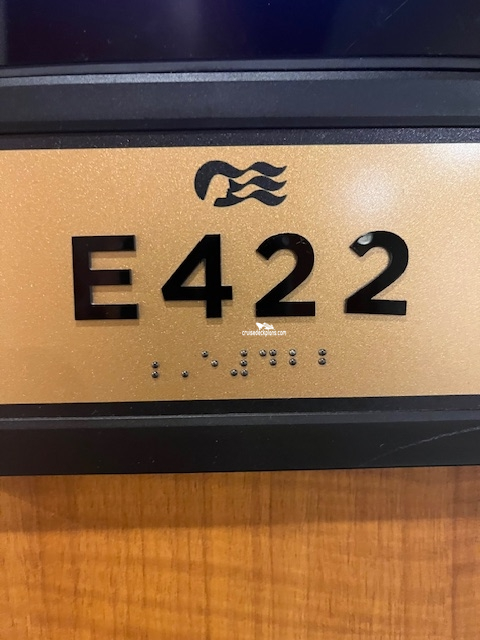 E422
cruisedeckplans.com
⠰⠠⠑⠼⠙⠃⠃